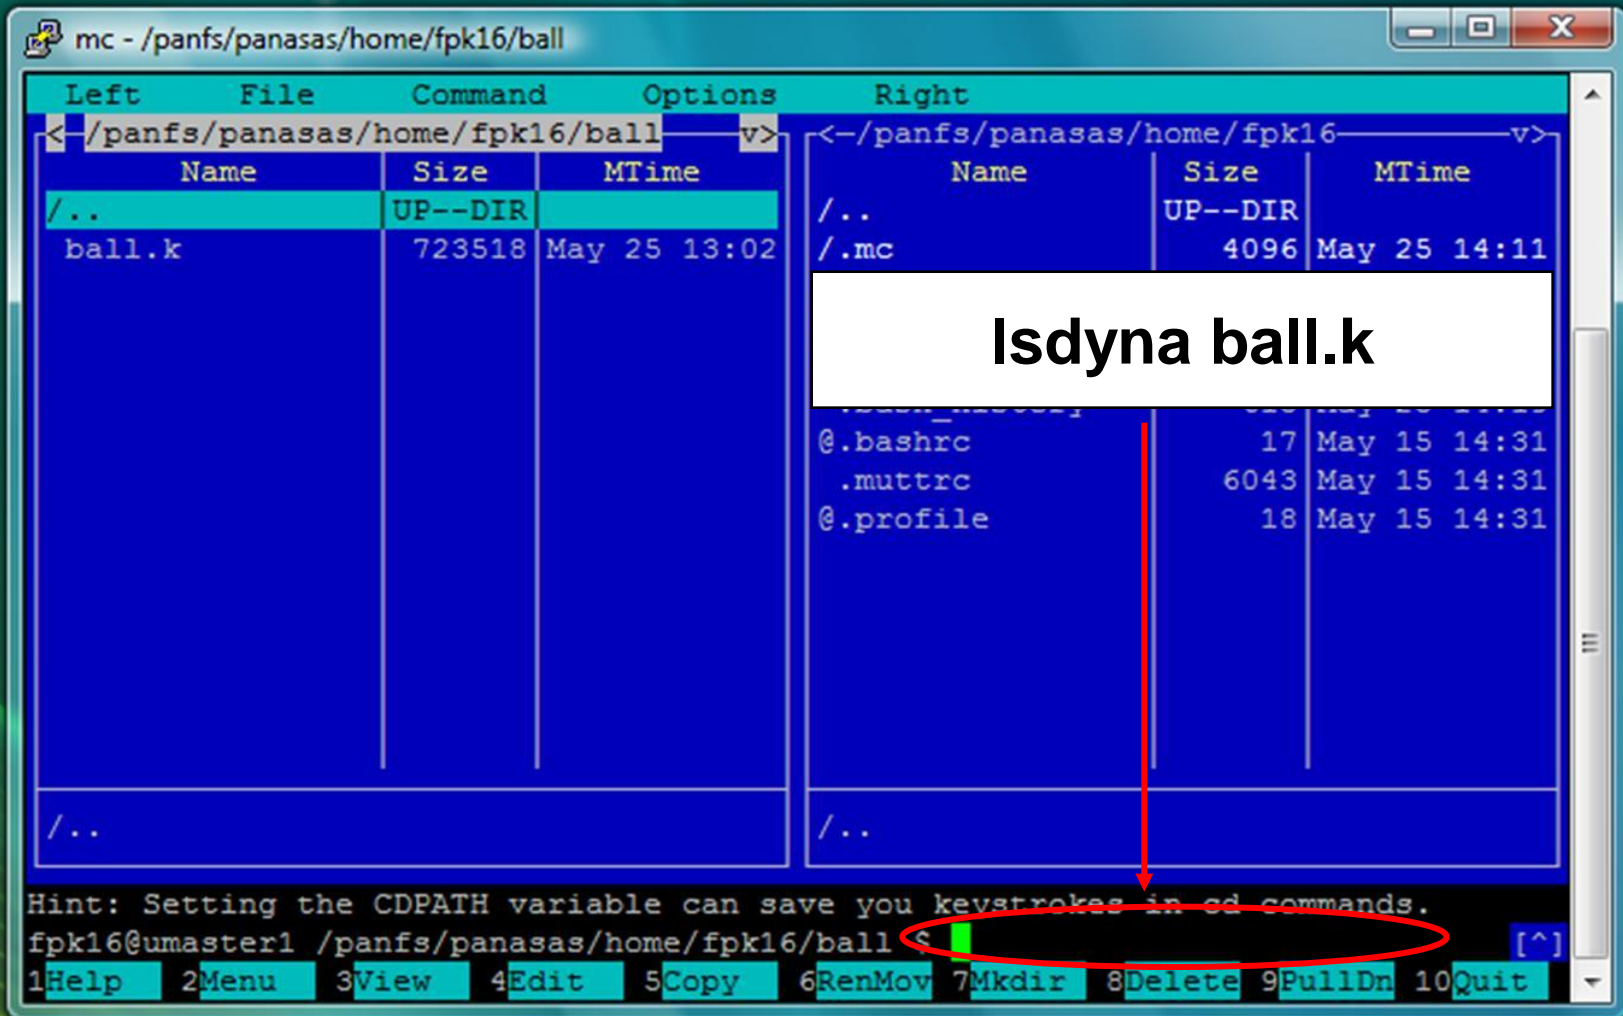 mc - /panfs/panasas/home/fpk16/ball
Left File Command Options Right
<-/panfs/panasas/home/fpk16/ball——v> <-/panfs/panasas/home/fpk16————v>
Name Size MTime Name Size MTime
/.. UP--DIR /.. UP--DIR
ball.k 723518 May 25 13:02 /.mc 4096 May 25 14:11
lsdyna ball.k
.bash_history
@.bashrc 17 May 15 14:31
.muttrc 6043 May 15 14:31
@.profile 18 May 15 14:31
/.. /..
Hint: Setting the CDPATH variable can save you keystrokes in cd commands.
fpk16@umaster1 /panfs/panasas/home/fpk16/ball $ [^]
1Help 2Menu 3View 4Edit 5Copy 6RenMov 7Mkdir 8Delete 9PullDn 10Quit